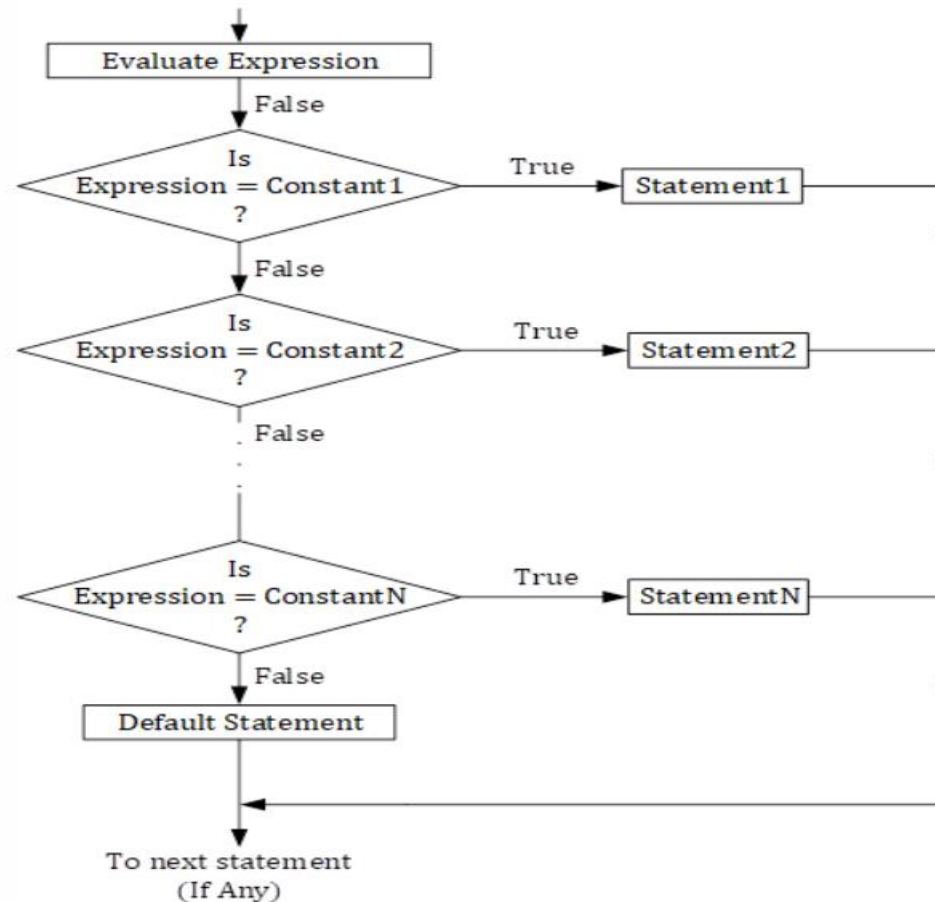 Evaluate Expression
False
Is
Expression = Constant1
?
True
Statement1
False
Is
Expression = Constant2
?
True
Statement2
False
Is
Expression = ConstantN
?
True
StatementN
False
Default Statement
To next statement
(If Any)